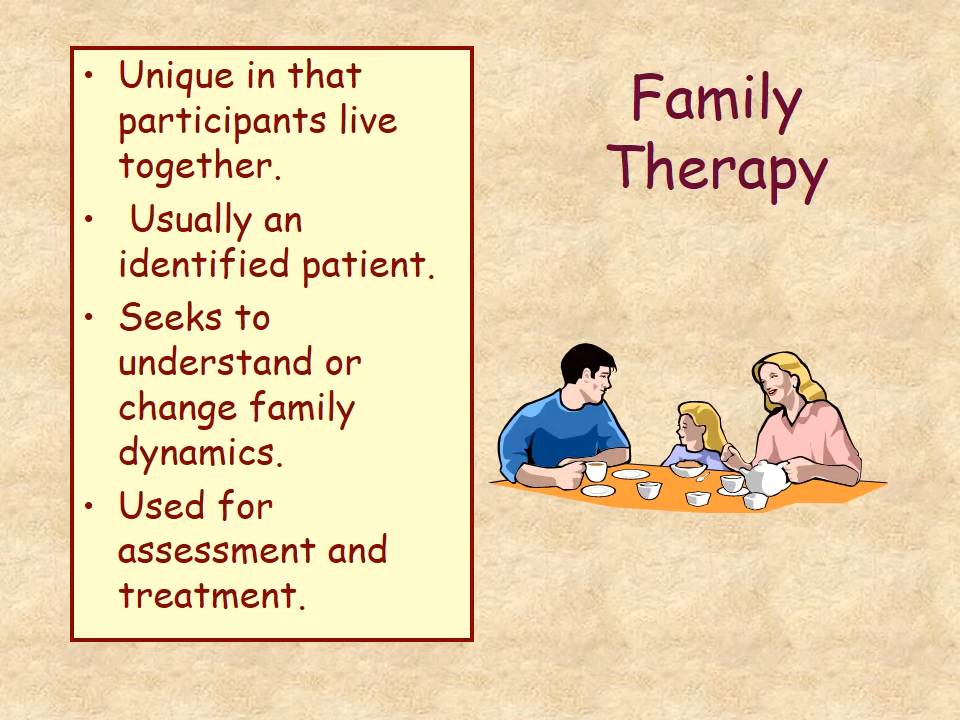 Family
Therapy
• Unique in that
participants live
together.
• Usually an
identified patient.
• Seeks to
understand or
change family
dynamics.
• Used for
assessment and
treatment.